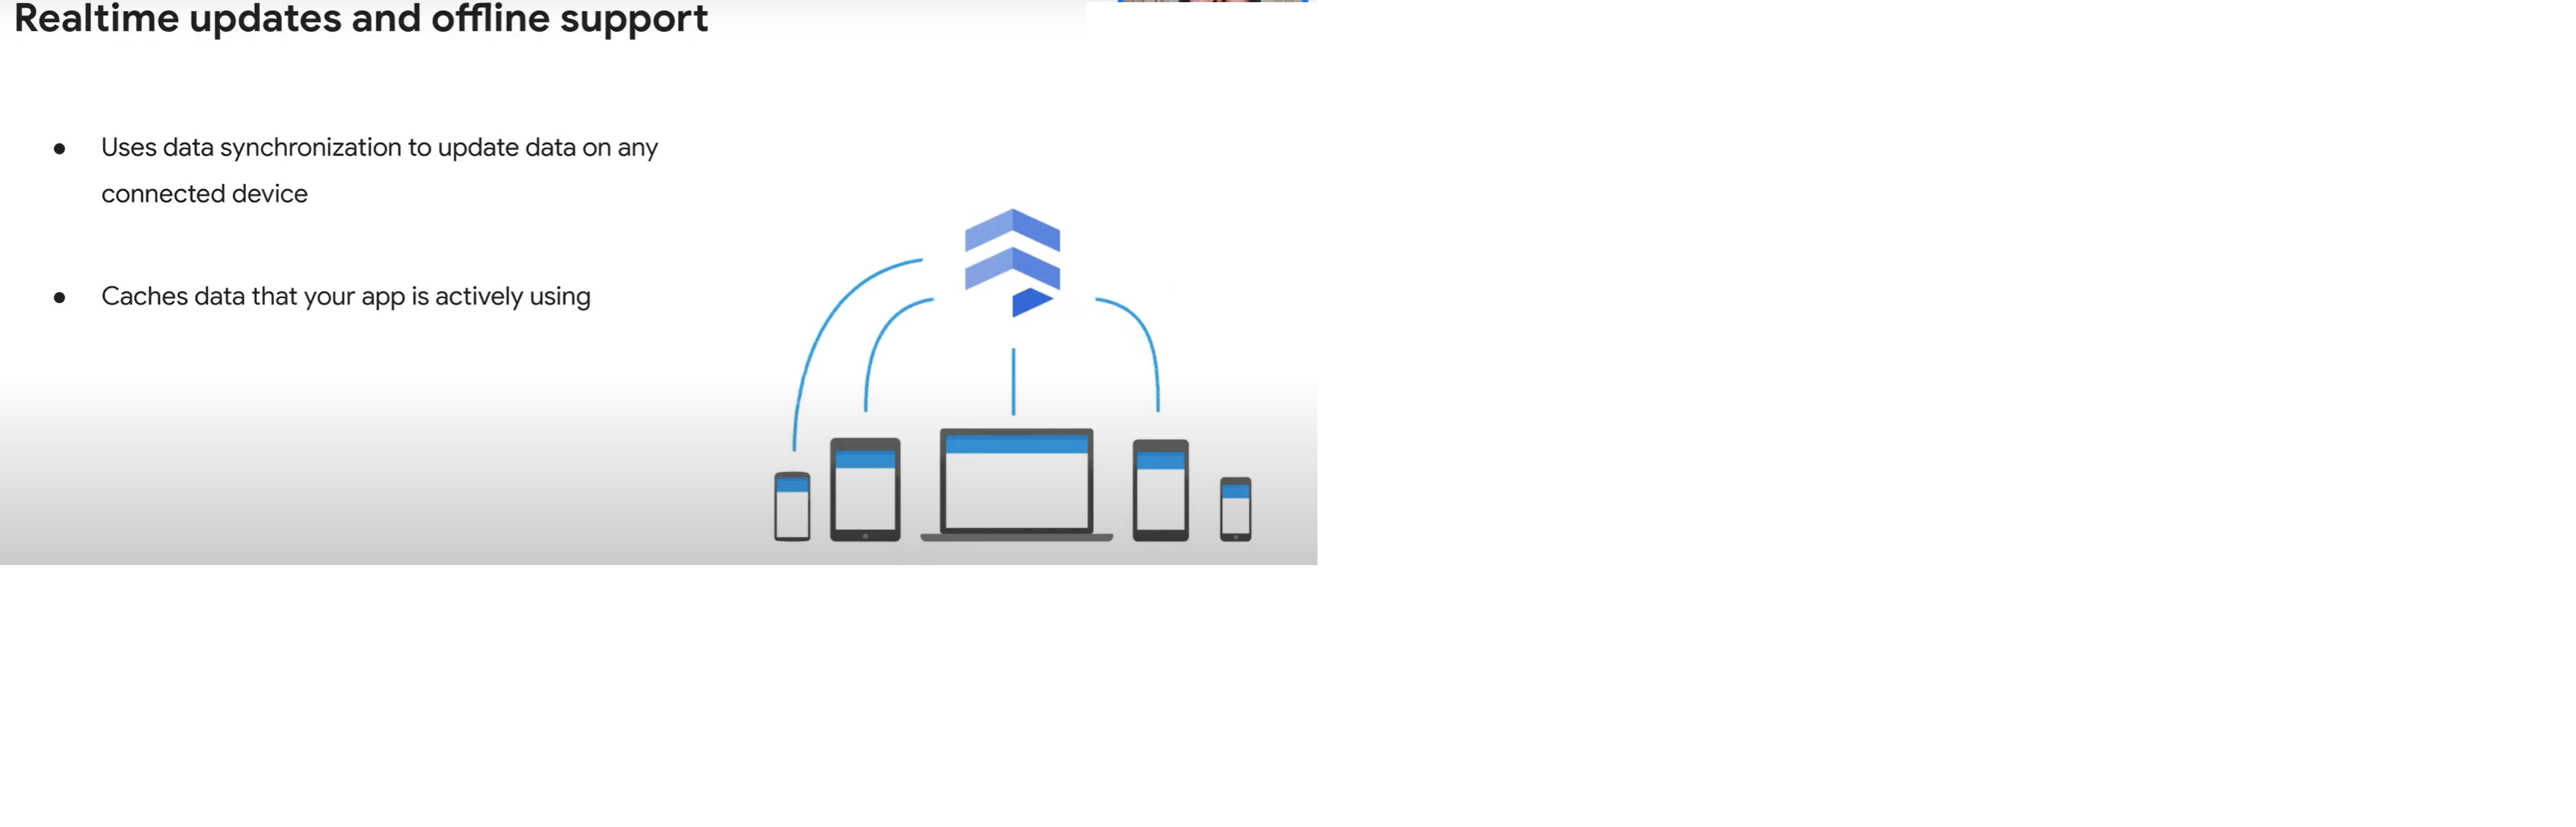 Realtime updates and offline support
● Uses data synchronization to update data on any
connected device
● Caches data that your app is actively using